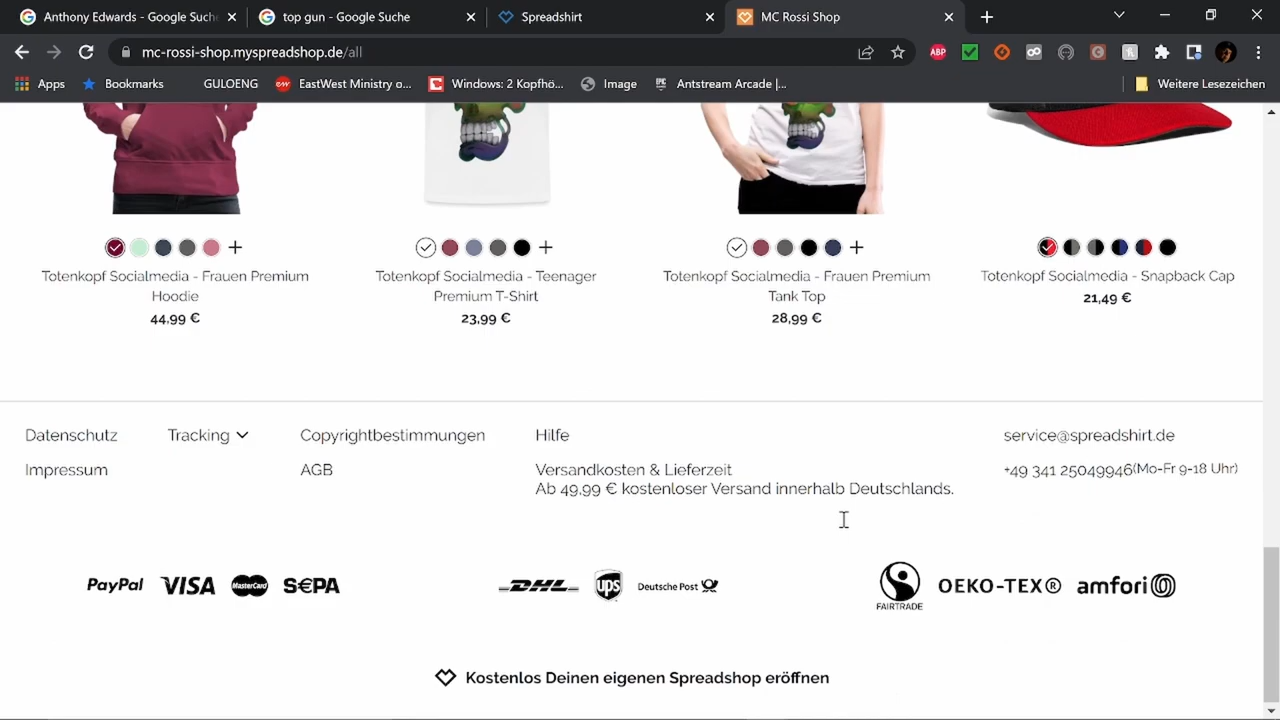 Anthony Edwards - Google Suche
top gun - Google Suche
Spreadshirt
MC Rossi Shop
mc-rossi-shop.myspreadshop.de/all
ABP
Apps
Bookmarks
GULOENG
EastWest Ministry o...
Windows: 2 Kopfhö...
Image
Antstream Arcade |...
Weitere Lesezeichen
Totenkopf Socialmedia - Frauen Premium
Hoodie
44,99 €
Totenkopf Socialmedia - Teenager
Premium T-Shirt
23,99 €
Totenkopf Socialmedia - Frauen Premium
Tank Top
28,99 €
Totenkopf Socialmedia - Snapback Cap
21,49 €
Datenschutz
Tracking
Copyrightbestimmungen
Hilfe
service@spreadshirt.de
Impressum
AGB
Versandkosten & Lieferzeit
Ab 49,99 € kostenloser Versand innerhalb Deutschlands.
+49 341 25049946(Mo-Fr 9-18 Uhr)
PayPal VISA MasterCard S€PA
DHL ups Deutsche Post
FAIRTRADE OEKO-TEX® amfori
Kostenlos Deinen eigenen Spreadshop eröffnen